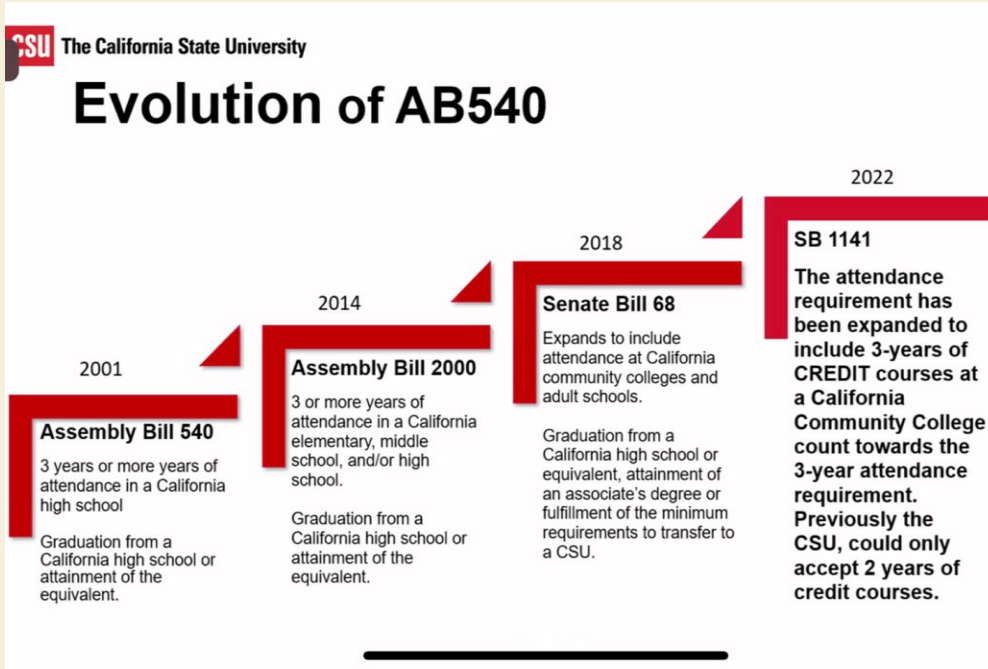 CSU The California State University
Evolution of AB540
2001
Assembly Bill 540
3 years or more years of
attendance in a California
high school
Graduation from a
California high school or
attainment of the
equivalent.
2014
Assembly Bill 2000
3 or more years of
attendance in a California
elementary, middle
school, and/or high
school.
Graduation from a
California high school or
attainment of the
equivalent.
2018
Senate Bill 68
Expands to include
attendance at California
community colleges and
adult schools.
Graduation from a
California high school or
equivalent, attainment of
an associate's degree or
fulfillment of the minimum
requirements to transfer to
a CSU.
2022
SB 1141
The attendance
requirement has
been expanded to
include 3-years of
CREDIT courses at
a California
Community College
count towards the
3-year attendance
requirement.
Previously the
CSU, could only
accept 2 years of
credit courses.